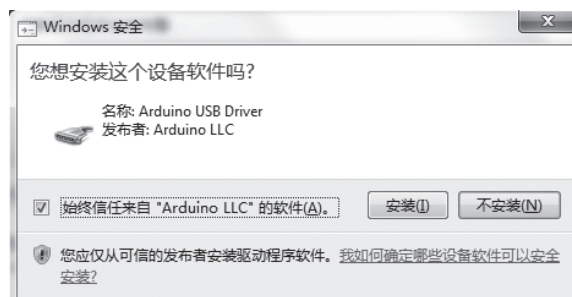 Windows 安全
您想安装这个设备软件吗？
名称: Arduino USB Driver
发布者: Arduino LLC
始终信任来自 "Arduino LLC" 的软件(A)。
安装(I)
不安装(N)
您应仅从可信的发布者安装驱动程序软件。我如何确定哪些设备软件可以安全
安装?